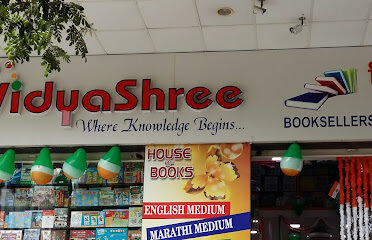 VidyaShree
Where Knowledge Begins...
BOOKSELLERS
HOUSE
OF
BOOKS
ENGLISH MEDIUM
MARATHI MEDIUM